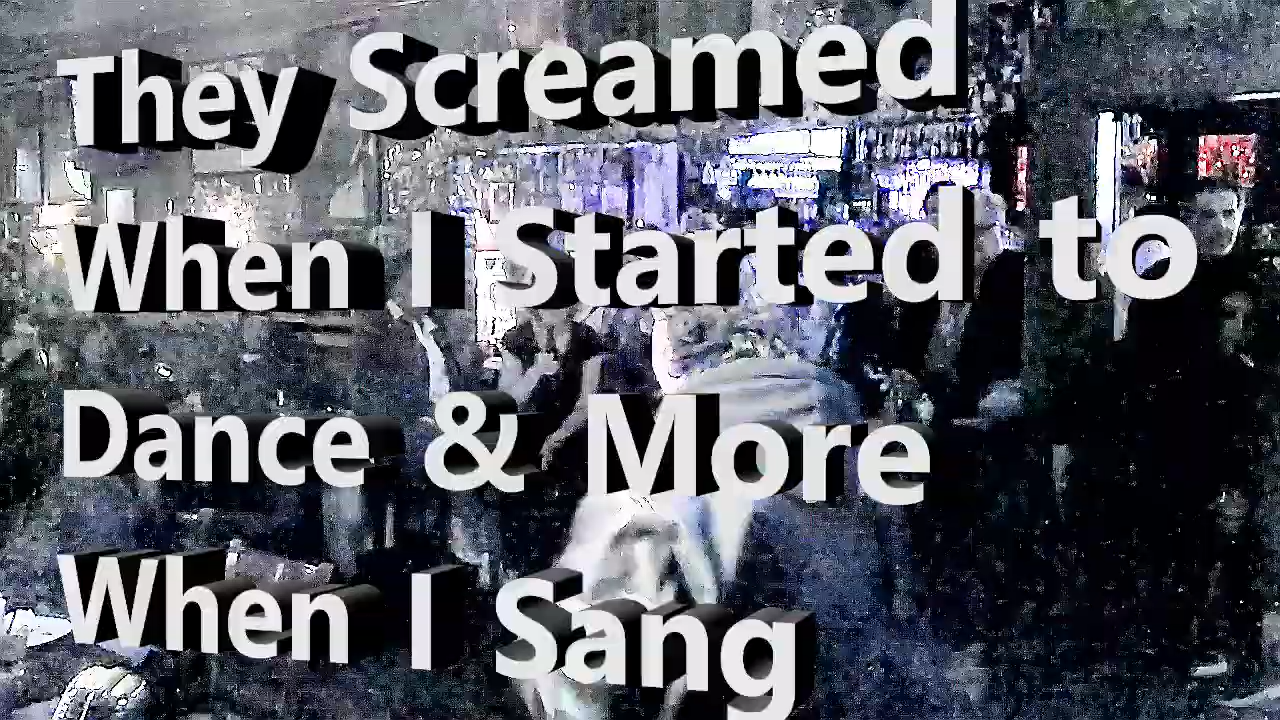 They Screamed
When I Started to
Dance & More
When I Sang